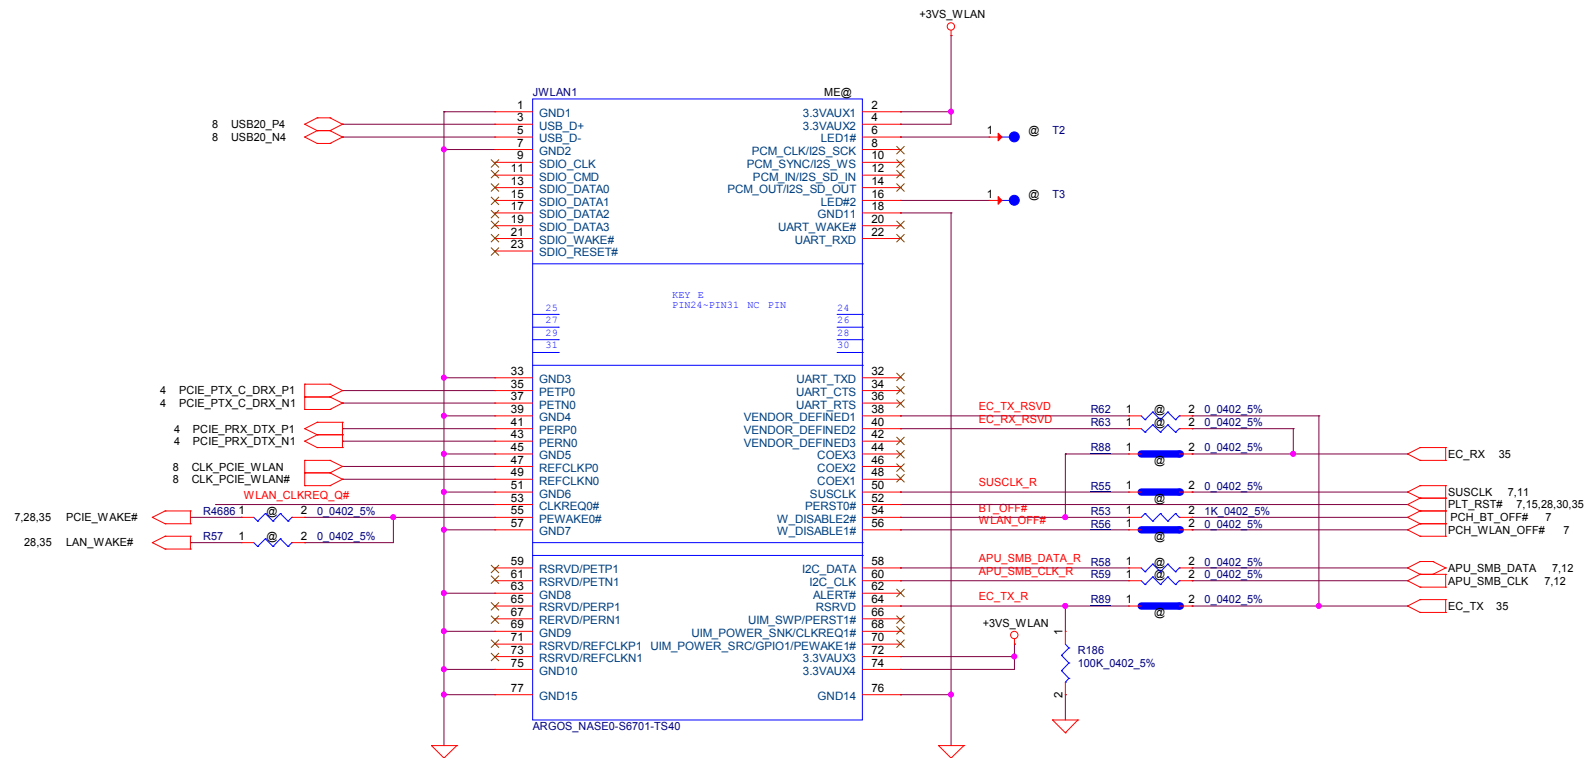 +3VS_WLAN
JWLAN1 ME@
1 GND1 3.3VAUX1 2
8 USB20_P4 3 USB_D+ 3.3VAUX2 4
8 USB20_N4 5 USB_D- LED1# 6 1 @ T2
7 GND2 PCM_CLK/I2S_SCK 8
9 SDIO_CLK PCM_SYNC/I2S_WS 10
11 SDIO_CMD PCM_IN/I2S_SD_IN 12
13 SDIO_DATA0 PCM_OUT/I2S_SD_OUT 14
15 SDIO_DATA1 LED#2 16 1 @ T3
17 SDIO_DATA2 GND11 18
19 SDIO_DATA3 UART_WAKE# 20
21 SDIO_WAKE# UART_RXD 22
23 SDIO_RESET#
KEY E
PIN24~PIN31 NC PIN
25 24
27 26
29 28
31 30
33 GND3 UART_TXD 32
4 PCIE_PTX_C_DRX_P1 35 PETP0 UART_CTS 34
4 PCIE_PTX_C_DRX_N1 37 PETN0 UART_RTS 36
39 GND4 VENDOR_DEFINED1 38 EC_TX_RSVD R62 1 @ 2 0_0402_5%
4 PCIE_PRX_DTX_P1 41 PERP0 VENDOR_DEFINED2 40 EC_RX_RSVD R63 1 @ 2 0_0402_5%
4 PCIE_PRX_DTX_N1 43 PERN0 VENDOR_DEFINED3 42
45 GND5 COEX3 44 R88 1 @ 2 0_0402_5% EC_RX 35
8 CLK_PCIE_WLAN 47 REFCLKP0 COEX2 46
8 CLK_PCIE_WLAN# 49 REFCLKN0 COEX1 48
51 GND6 SUSCLK 50 SUSCLK_R R55 1 @ 2 0_0402_5% SUSCLK 7,11
WLAN_CLKREQ_Q# 53 CLKREQ0# PERST0# 52 PLT_RST# 7,15,28,30,35
7,28,35 PCIE_WAKE# R4686 1 @ 2 0_0402_5% 55 PEWAKE0# W_DISABLE2# 54 BT_OFF# R53 1 2 1K_0402_5% PCH_BT_OFF# 7
57 GND7 W_DISABLE1# 56 WLAN_OFF# R56 1 @ 2 0_0402_5% PCH_WLAN_OFF# 7
28,35 LAN_WAKE# R57 1 @ 2 0_0402_5%
59 RSRVD/PETP1 I2C_DATA 58 APU_SMB_DATA_R R58 1 @ 2 0_0402_5% APU_SMB_DATA 7,12
61 RSRVD/PETN1 I2C_CLK 60 APU_SMB_CLK_R R59 1 @ 2 0_0402_5% APU_SMB_CLK 7,12
63 GND8 ALERT# 62
65 RSRVD/PERP1 RSRVD 64 EC_TX_R R89 1 @ 2 0_0402_5% EC_TX 35
67 RERVD/PERN1 UIM_SWP/PERST1# 66
69 GND9 UIM_POWER_SNK/CLKREQ1# 68 +3VS_WLAN
71 RSRVD/REFCLKP1 UIM_POWER_SRC/GPIO1/PEWAKE1# 70
73 RSRVD/REFCLKN1 3.3VAUX3 72
75 GND10 3.3VAUX4 74
1 R186
100K_0402_5%
2
77 GND15 GND14 76
ARGOS_NASE0-S6701-TS40